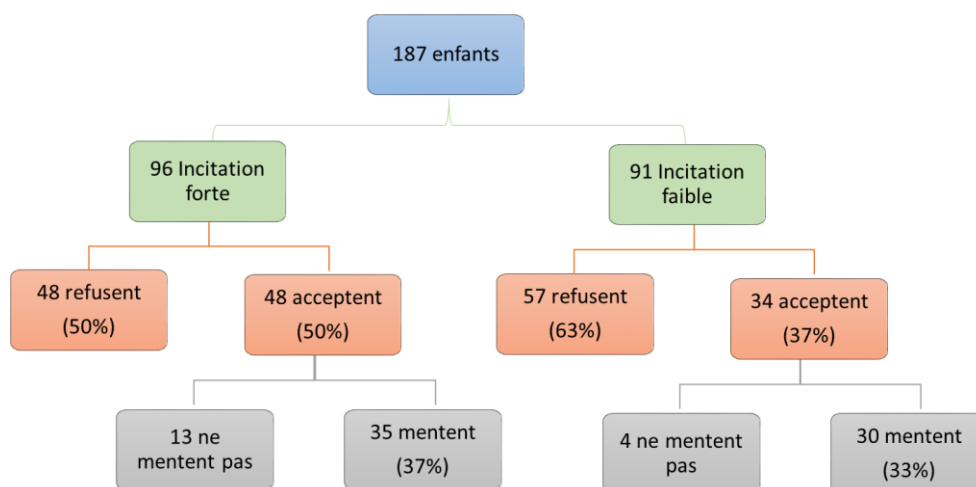 187 enfants
96 Incitation
forte
91 Incitation
faible
48 refusent
(50%)
48 acceptent
(50%)
57 refusent
(63%)
34 acceptent
(37%)
13 ne
mentent pas
35 mentent
(37%)
4 ne mentent
pas
30 mentent
(33%)